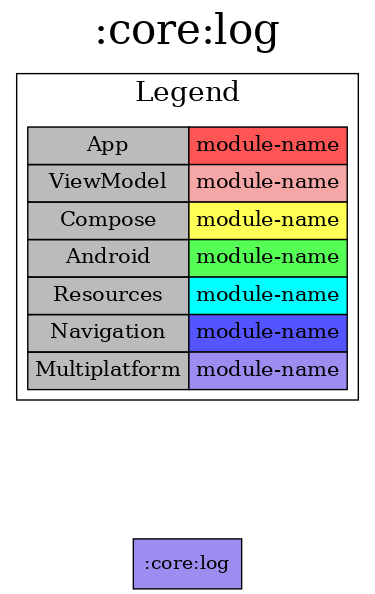 :core:log
Legend
App module-name
ViewModel module-name
Compose module-name
Android module-name
Resources module-name
Navigation module-name
Multiplatform module-name
:core:log